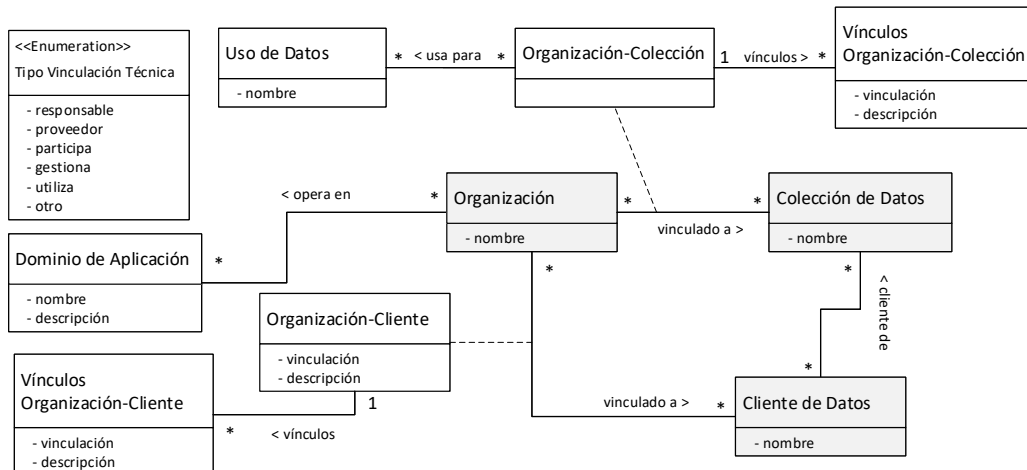 <<Enumeration>>
Tipo Vinculación Técnica
- responsable
- proveedor
- participa
- gestiona
- utiliza
- otro
Uso de Datos
- nombre
* < usa para *
Organización-Colección
1 vínculos > *
Vínculos
Organización-Colección
- vinculación
- descripción
< opera en *
*
Organización
- nombre
* *
vinculado a >
Colección de Datos
- nombre
*
< cliente de
*
Dominio de Aplicación
- nombre
- descripción
*
Organización-Cliente
- vinculación
- descripción
1
* < vínculos
Vínculos
Organización-Cliente
- vinculación
- descripción
vinculado a > *
Cliente de Datos
- nombre